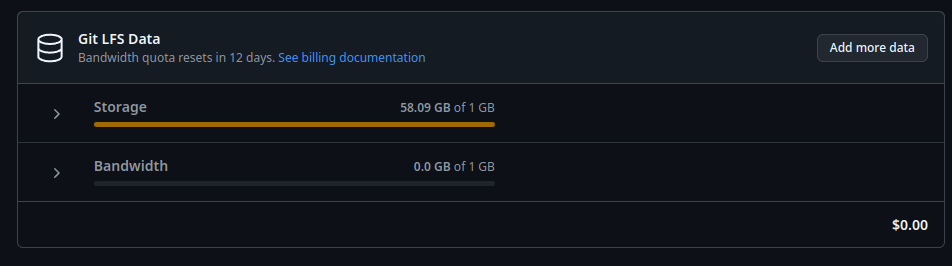 Git LFS Data
Bandwidth quota resets in 12 days. See billing documentation
Add more data
Storage 58.09 GB of 1 GB
Bandwidth 0.0 GB of 1 GB
$0.00